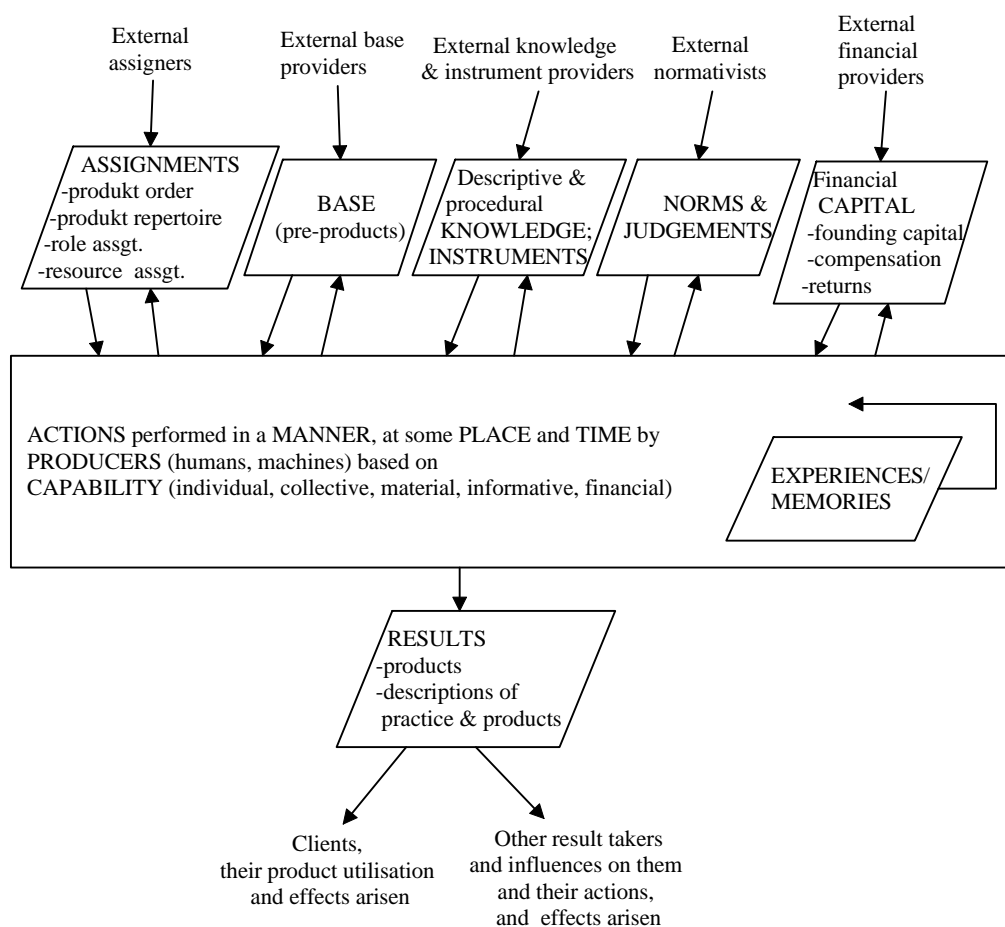 External
assigners
External base
providers
External knowledge
& instrument providers
External
normativists
External
financial
providers
ASSIGNMENTS
-produkt order
-produkt repertoire
-role assgt.
-resource assgt.
BASE
(pre-products)
Descriptive &
procedural
KNOWLEDGE;
INSTRUMENTS
NORMS &
JUDGEMENTS
Financial
CAPITAL
-founding capital
-compensation
-returns
ACTIONS performed in a MANNER, at some PLACE and TIME by
PRODUCERS (humans, machines) based on
CAPABILITY (individual, collective, material, informative, financial)
EXPERIENCES/
MEMORIES
RESULTS
-products
-descriptions of
practice & products
Clients,
their product utilisation
and effects arisen
Other result takers
and influences on them
and their actions,
and effects arisen